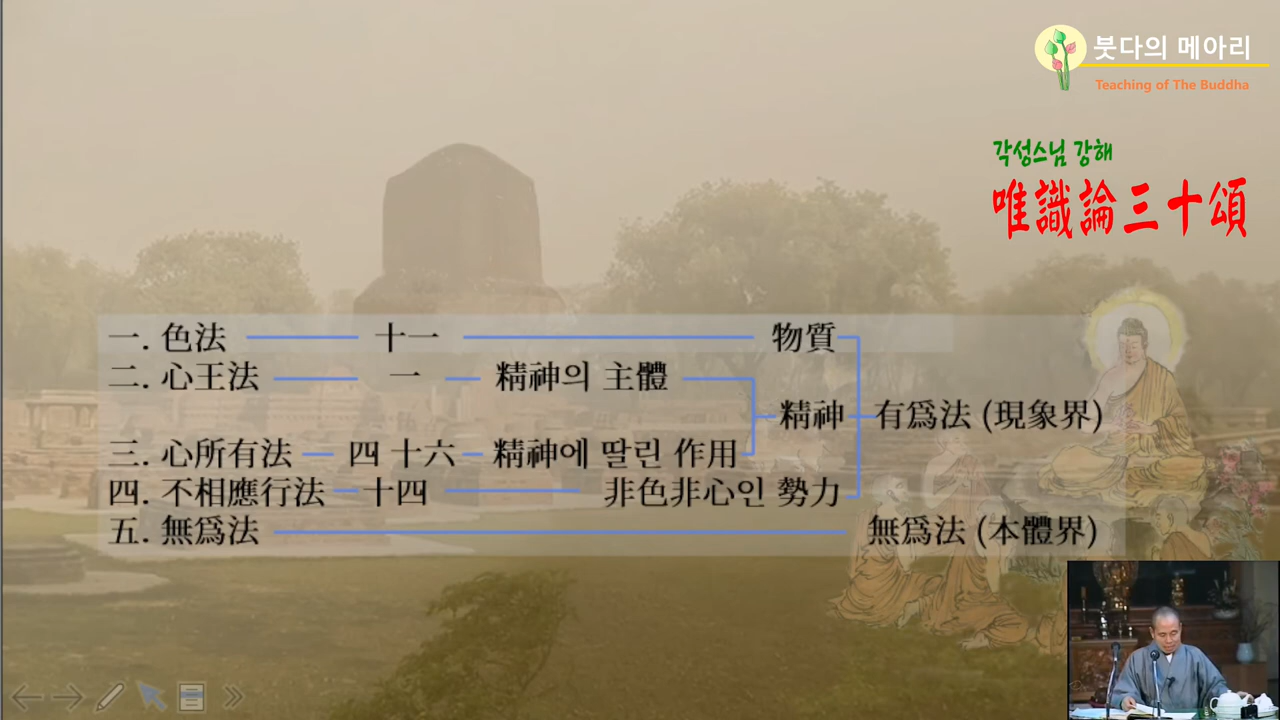 붓다의 메아리
Teaching of The Buddha
각성스님 강해
唯識論三十頌
一. 色法 十一 物質
二. 心王法 一 精神의 主體
精神 有爲法 (現象界)
三. 心所有法 四十六 精神에 딸린 作用
四. 不相應行法 十四 非色非心인 勢力
五. 無爲法 無爲法 (本體界)